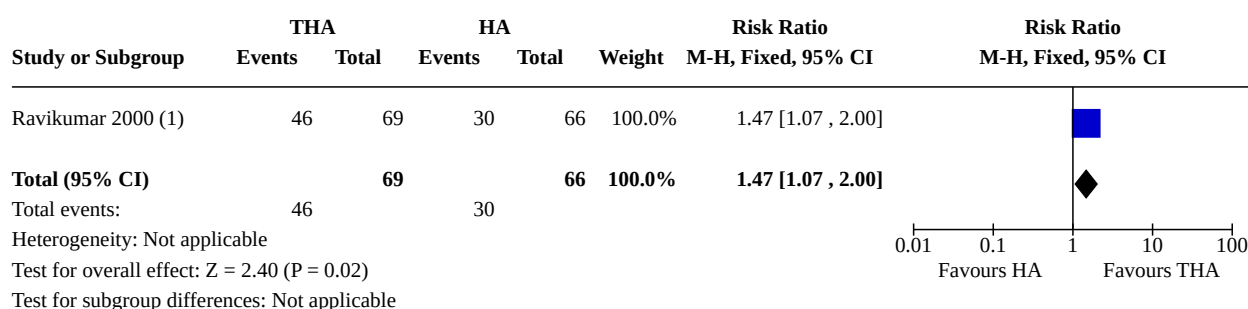 THA HA Risk Ratio Risk Ratio
Study or Subgroup Events Total Events Total Weight M-H, Fixed, 95% CI M-H, Fixed, 95% CI
Ravikumar 2000 (1) 46 69 30 66 100.0% 1.47 [1.07 , 2.00]
Total (95% CI) 69 66 100.0% 1.47 [1.07 , 2.00]
Total events: 46 30
Heterogeneity: Not applicable
0.01 0.1 1 10 100
Test for overall effect: Z = 2.40 (P = 0.02) Favours HA Favours THA
Test for subgroup differences: Not applicable